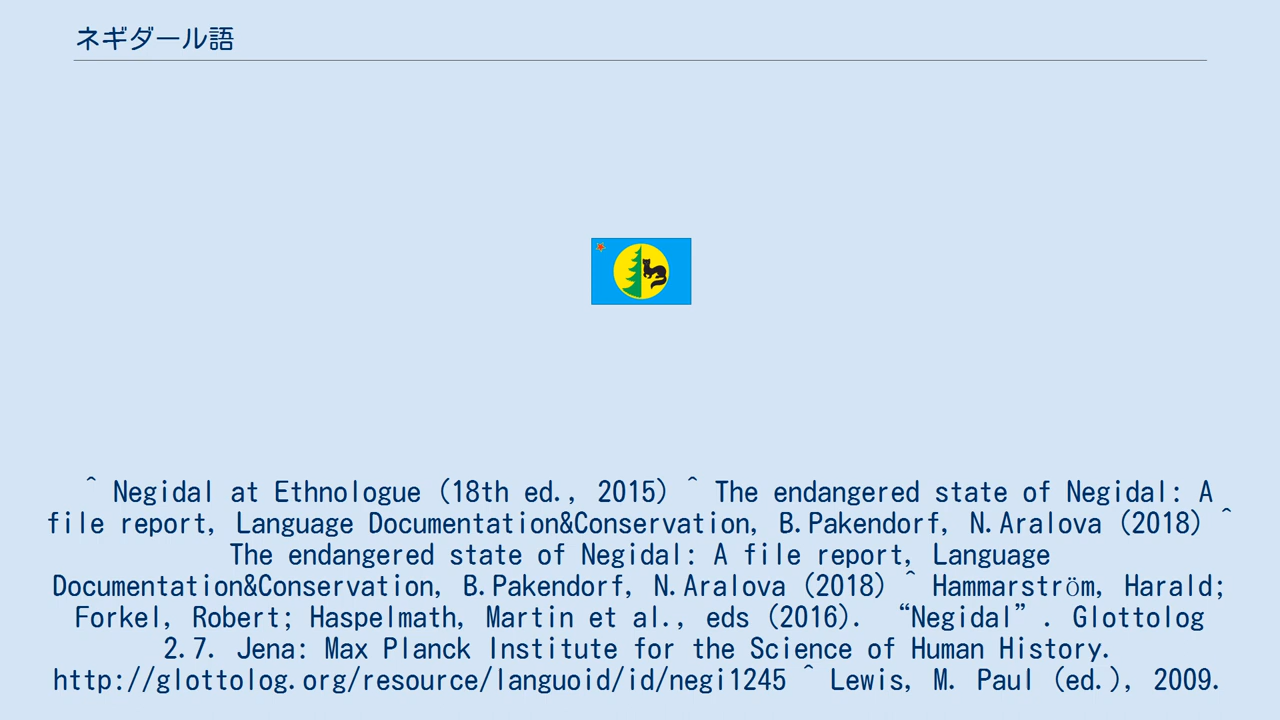 ネギダール語
^ Negidal at Ethnologue (18th ed., 2015) ^ The endangered state of Negidal: A
file report, Language Documentation&Conservation, B.Pakendorf, N.Aralova (2018) ^
The endangered state of Negidal: A file report, Language
Documentation&Conservation, B.Pakendorf, N.Aralova (2018) ^ Hammarström, Harald;
Forkel, Robert; Haspelmath, Martin et al., eds (2016). “Negidal”. Glottolog
2.7. Jena: Max Planck Institute for the Science of Human History.
http://glottolog.org/resource/languoid/id/negi1245 ^ Lewis, M. Paul (ed.), 2009.